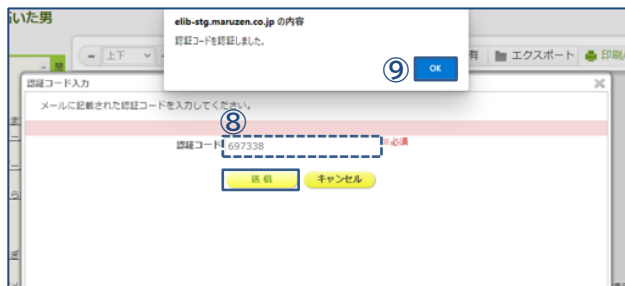 いた男
elib-stg.maruzen.co.jp の内容
認証コードを認証しました。
⑨ OK
- 上下
有 エクスポート 印刷
認証コード入力
メールに記載された認証コードを入力してください。
⑧
認証コード 697338 ※必須
送信 キャンセル